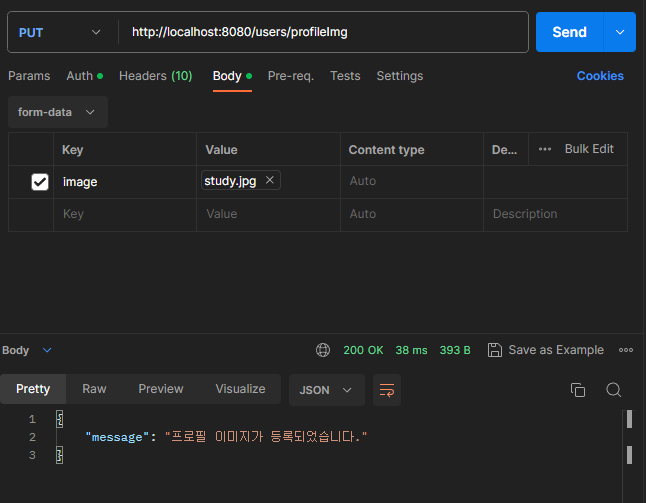 PUT http://localhost:8080/users/profileImg Send
Params Auth Headers (10) Body Pre-req. Tests Settings Cookies
form-data
Key Value Content type De... Bulk Edit
image study.jpg Auto
Key Value Auto Description
Body 200 OK 38 ms 393 B Save as Example
Pretty Raw Preview Visualize JSON
1 {
2 "message": "프로필 이미지가 등록되었습니다."
3 }